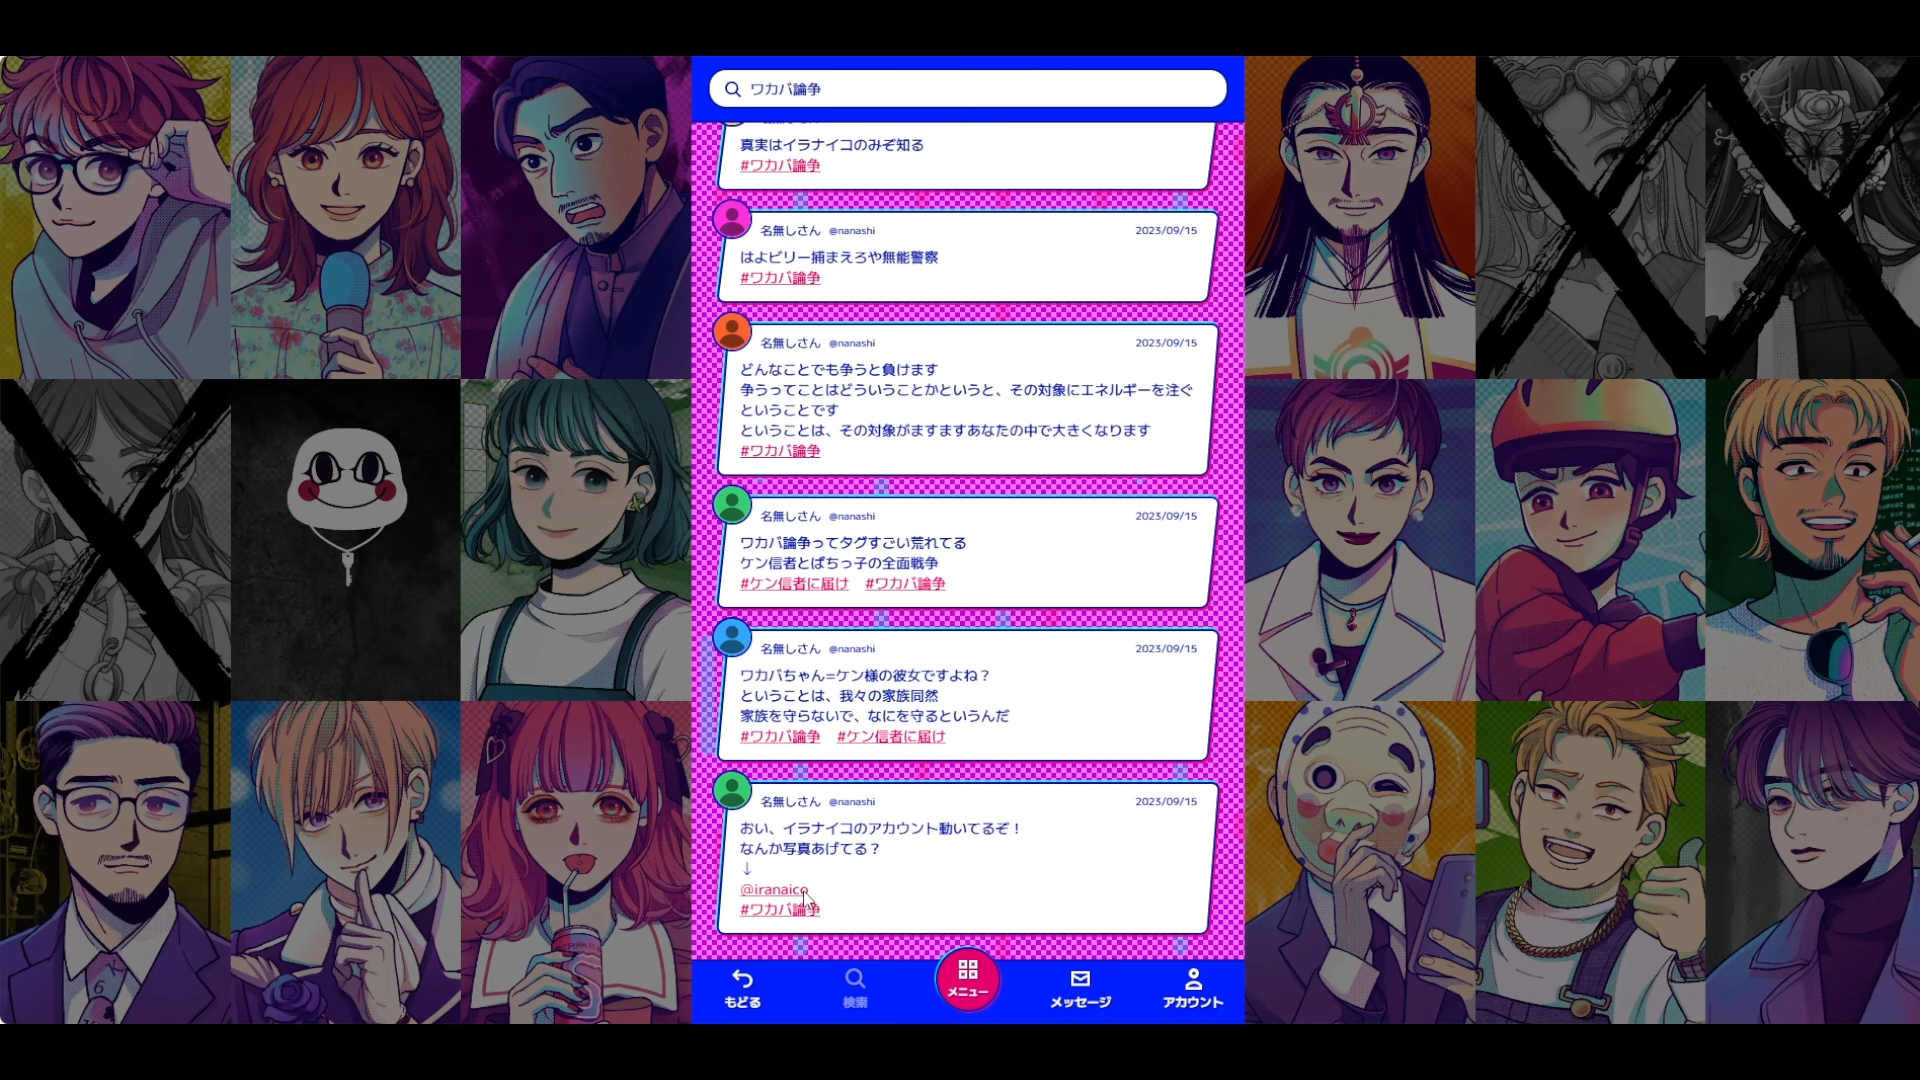 ワカバ論争
真実はイラナイコのみぞ知る
#ワカバ論争
名無しさん @nanashi 2023/09/15
はよビリー捕まえろや無能警察
#ワカバ論争
名無しさん @nanashi 2023/09/15
どんなことでも争うと負けます
争うってことはどういうことかというと、その対象にエネルギーを注ぐ
ということです
ということは、その対象がますますあなたの中で大きくなります
#ワカバ論争
名無しさん @nanashi 2023/09/15
ワカバ論争ってタグすごい荒れてる
ケン信者とぱちっ子の全面戦争
#ケン信者に届け #ワカバ論争
名無しさん @nanashi 2023/09/15
ワカバちゃん=ケン様の彼女ですよね？
ということは、我々の家族同然
家族を守らないで、なにを守るというんだ
#ワカバ論争 #ケン信者に届け
名無しさん @nanashi 2023/09/15
おい、イラナイコのアカウント動いてるぞ！
なんか写真あげてる？
↓
@iranaico
#ワカバ論争
もどる 検索 メニュー メッセージ アカウント